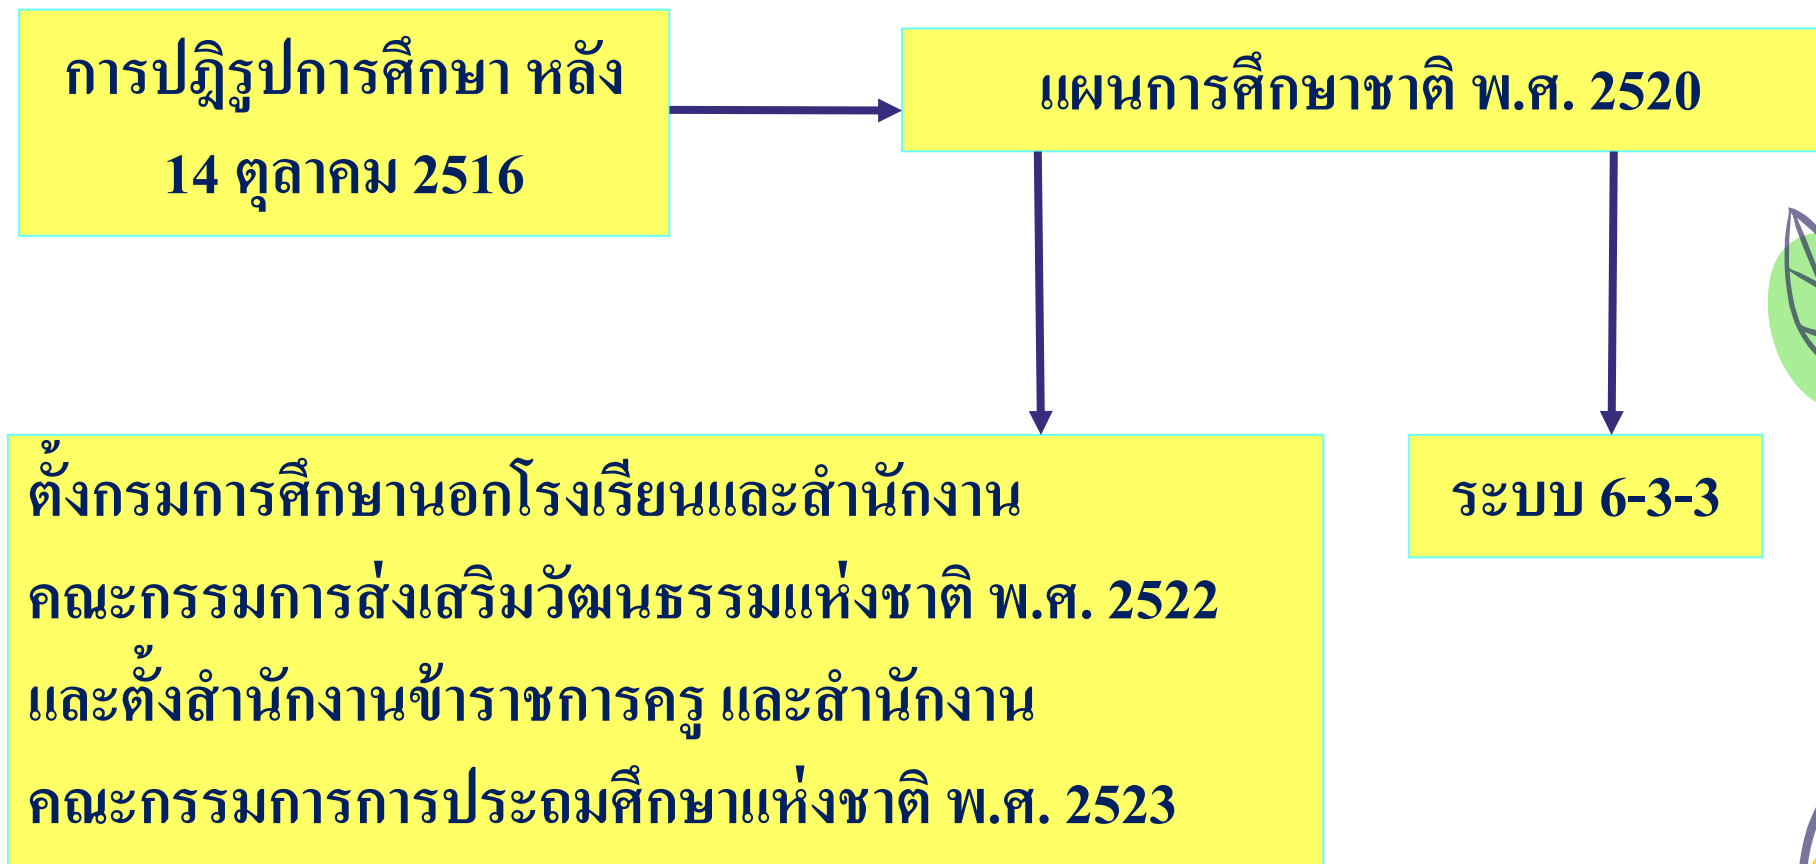 การปฎิรูปการศึกษา หลัง
14 ตุลาคม 2516
แผนการศึกษาชาติ พ.ศ. 2520
ตั้งกรมการศึกษานอกโรงเรียนและสำนักงาน
คณะกรรมการส่งเสริมวัฒนธรรมแห่งชาติ พ.ศ. 2522
และตั้งสำนักงานข้าราชการครู และสำนักงาน
คณะกรรมการการประถมศึกษาแห่งชาติ พ.ศ. 2523
ระบบ 6-3-3